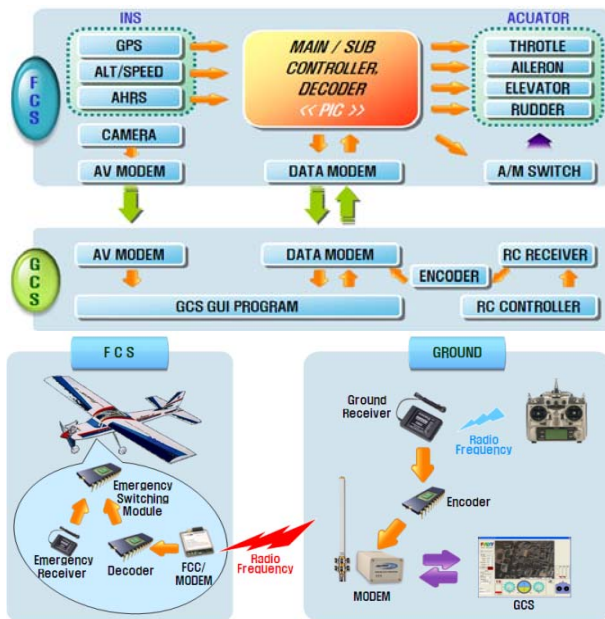 INS
ACUATOR
FCS
GPS
ALT/SPEED
AHRS
CAMERA
AV MODEM
MAIN / SUB
CONTROLLER,
DECODER
<< PIC >>
DATA MODEM
THROTLE
AILERON
ELEVATOR
RUDDER
A/M SWITCH
GCS
AV MODEM
DATA MODEM
ENCODER
RC RECEIVER
GCS GUI PROGRAM
RC CONTROLLER
F C S
Emergency
Switching
Module
Emergency
Receiver
Decoder
FCC/
MODEM
Radio
Frequency
GROUND
Ground
Receiver
Radio
Frequency
Encoder
MODEM
GCS